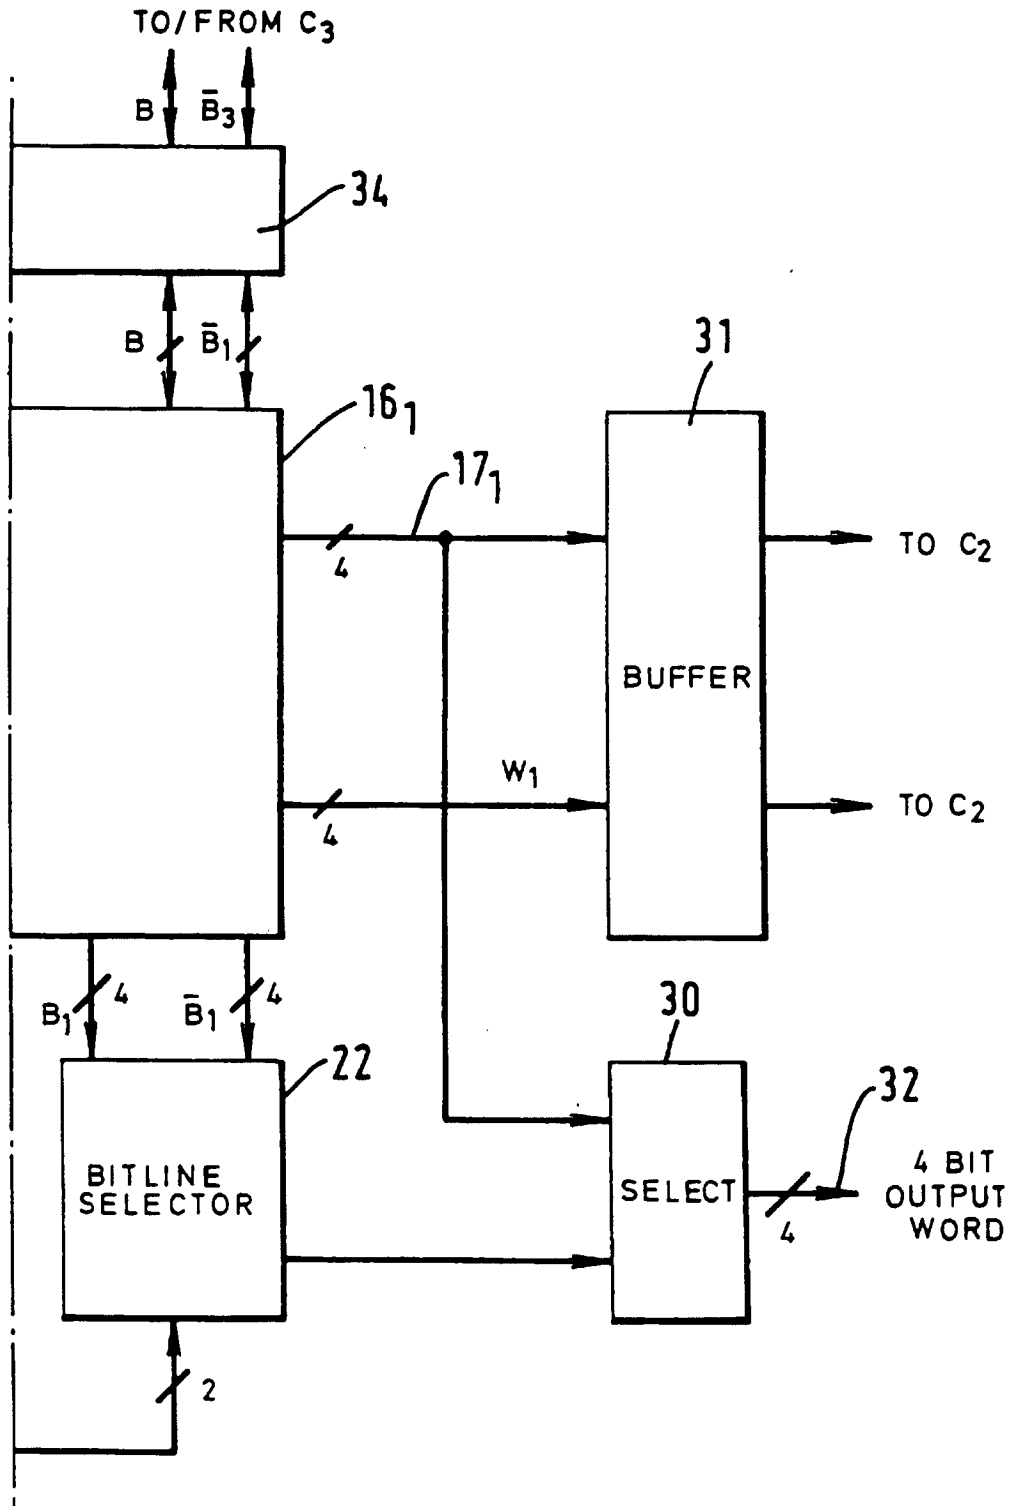 TO/FROM C₃
B B̅₃
34
B B̅₁
31
16₁
17₁
4
TO C₂
BUFFER
W₁
4
TO C₂
B₁ 4 B̅₁ 4
30
22
32
BITLINE SELECTOR
SELECT
4
4 BIT
OUTPUT
WORD
2